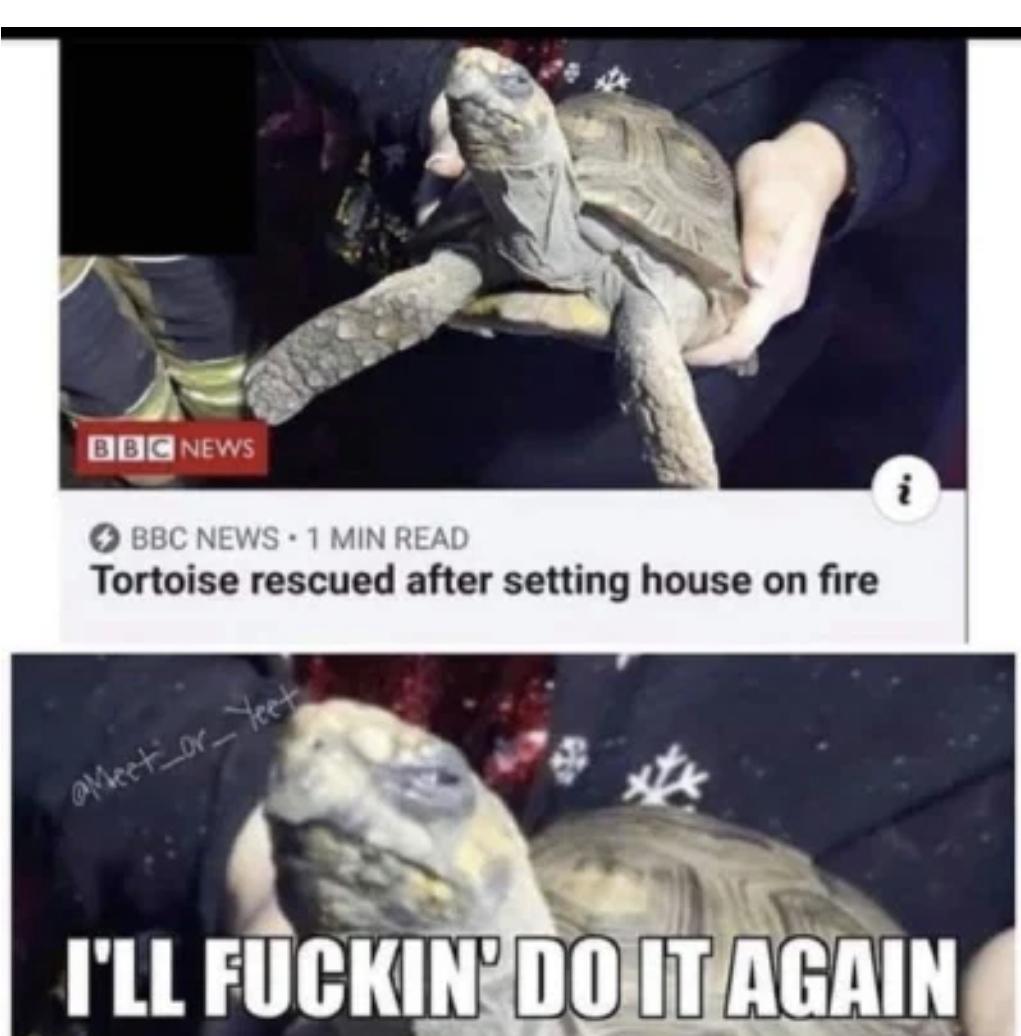 BBC NEWS
BBC NEWS • 1 MIN READ
Tortoise rescued after setting house on fire
@Meet_or_Yeet
I'LL FUCKIN' DO IT AGAIN